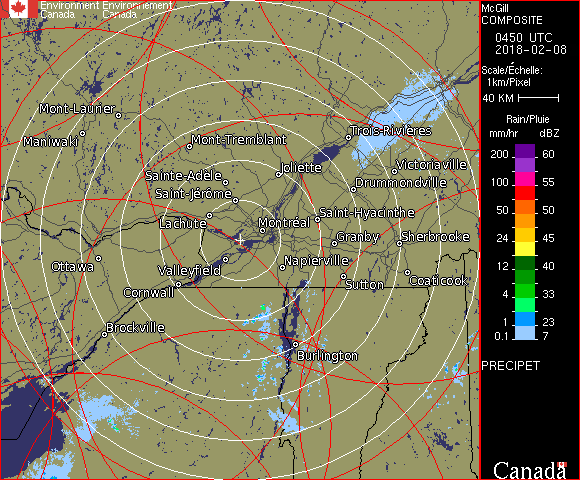 Environment Environnement
Canada Canada
McGill
COMPOSITE
0450 UTC
2018-02-08
Scale/Échelle:
1km/Pixel
40 KM
Rain/Pluie
mm/hr dBZ
200 60
55
100 55
50 50
24 45
12 40
4 33
1 23
0.1 7
PRECIPET
Canada
Mont-Laurier
Maniwaki
Mont-Tremblant
Trois-Rivières
Sainte-Adèle
Joliette
Victoriaville
Saint-Jérôme
Drummondville
Lachute
Montréal
Saint-Hyacinthe
Granby
Sherbrooke
Ottawa
Valleyfield
Napierville
Cornwall
Sutton
Coaticook
Brockville
Burlington